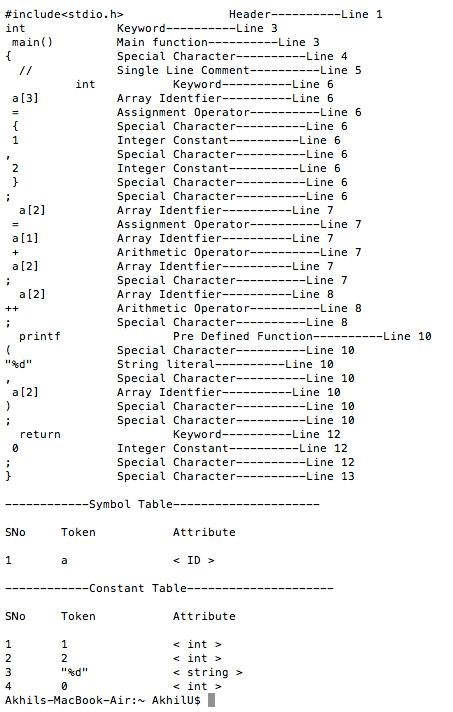 #include<stdio.h> Header----------Line 1
int Keyword----------Line 3
main() Main function----------Line 3
{ Special Character----------Line 4
// Single Line Comment----------Line 5
int Keyword----------Line 6
a[3] Array Identfier----------Line 6
= Assignment Operator----------Line 6
{ Special Character----------Line 6
1 Integer Constant----------Line 6
, Special Character----------Line 6
2 Integer Constant----------Line 6
} Special Character----------Line 6
; Special Character----------Line 6
a[2] Array Identfier----------Line 7
= Assignment Operator----------Line 7
a[1] Array Identfier----------Line 7
+ Arithmetic Operator----------Line 7
a[2] Array Identfier----------Line 7
; Special Character----------Line 7
a[2] Array Identfier----------Line 8
++ Arithmetic Operator----------Line 8
; Special Character----------Line 8
printf Pre Defined Function----------Line 10
( Special Character----------Line 10
"%d" String literal----------Line 10
, Special Character----------Line 10
a[2] Array Identfier----------Line 10
) Special Character----------Line 10
; Special Character----------Line 10
return Keyword----------Line 12
0 Integer Constant----------Line 12
; Special Character----------Line 12
} Special Character----------Line 13
------------Symbol Table---------------------
SNo Token Attribute
1 a < ID >
------------Constant Table---------------------
SNo Token Attribute
1 1 < int >
2 2 < int >
3 "%d" < string >
4 0 < int >
Akhils-MacBook-Air:~ AkhilU$